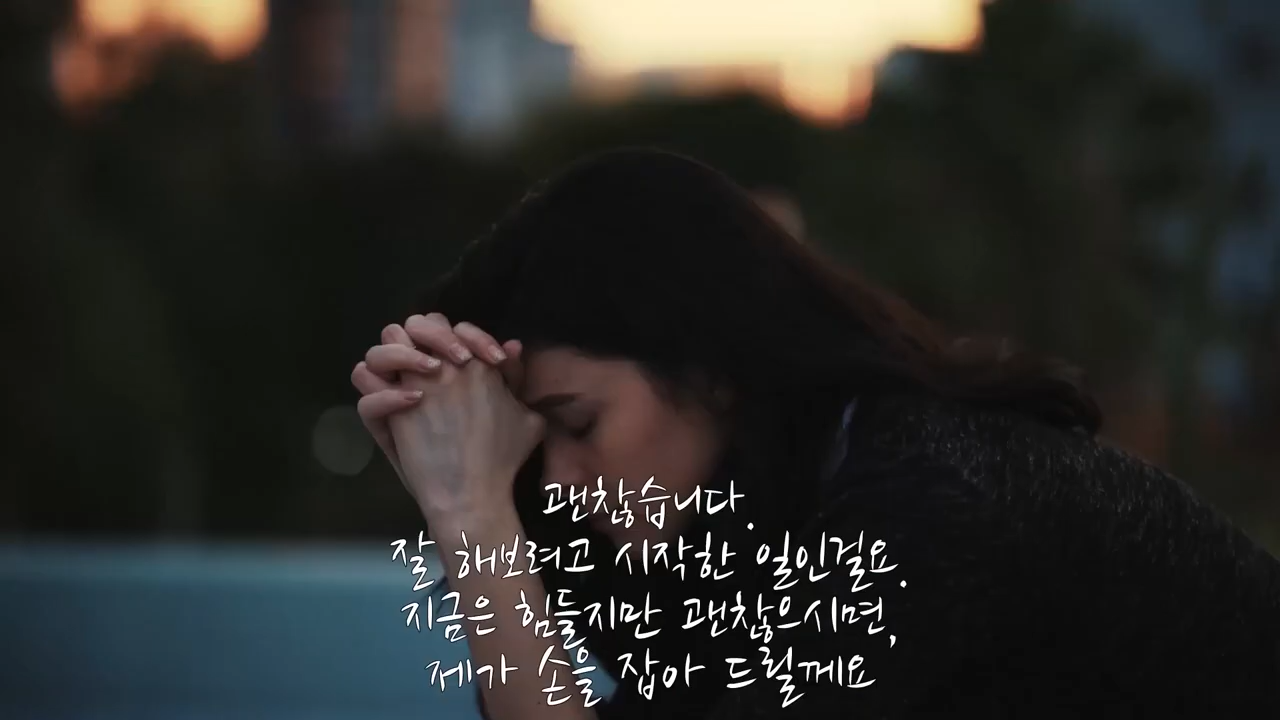 괜찮습니다.
잘 해보려고 시작한 일인걸요.
지금은 힘들지만 괜찮으시면,
제가 손을 잡아 드릴께요